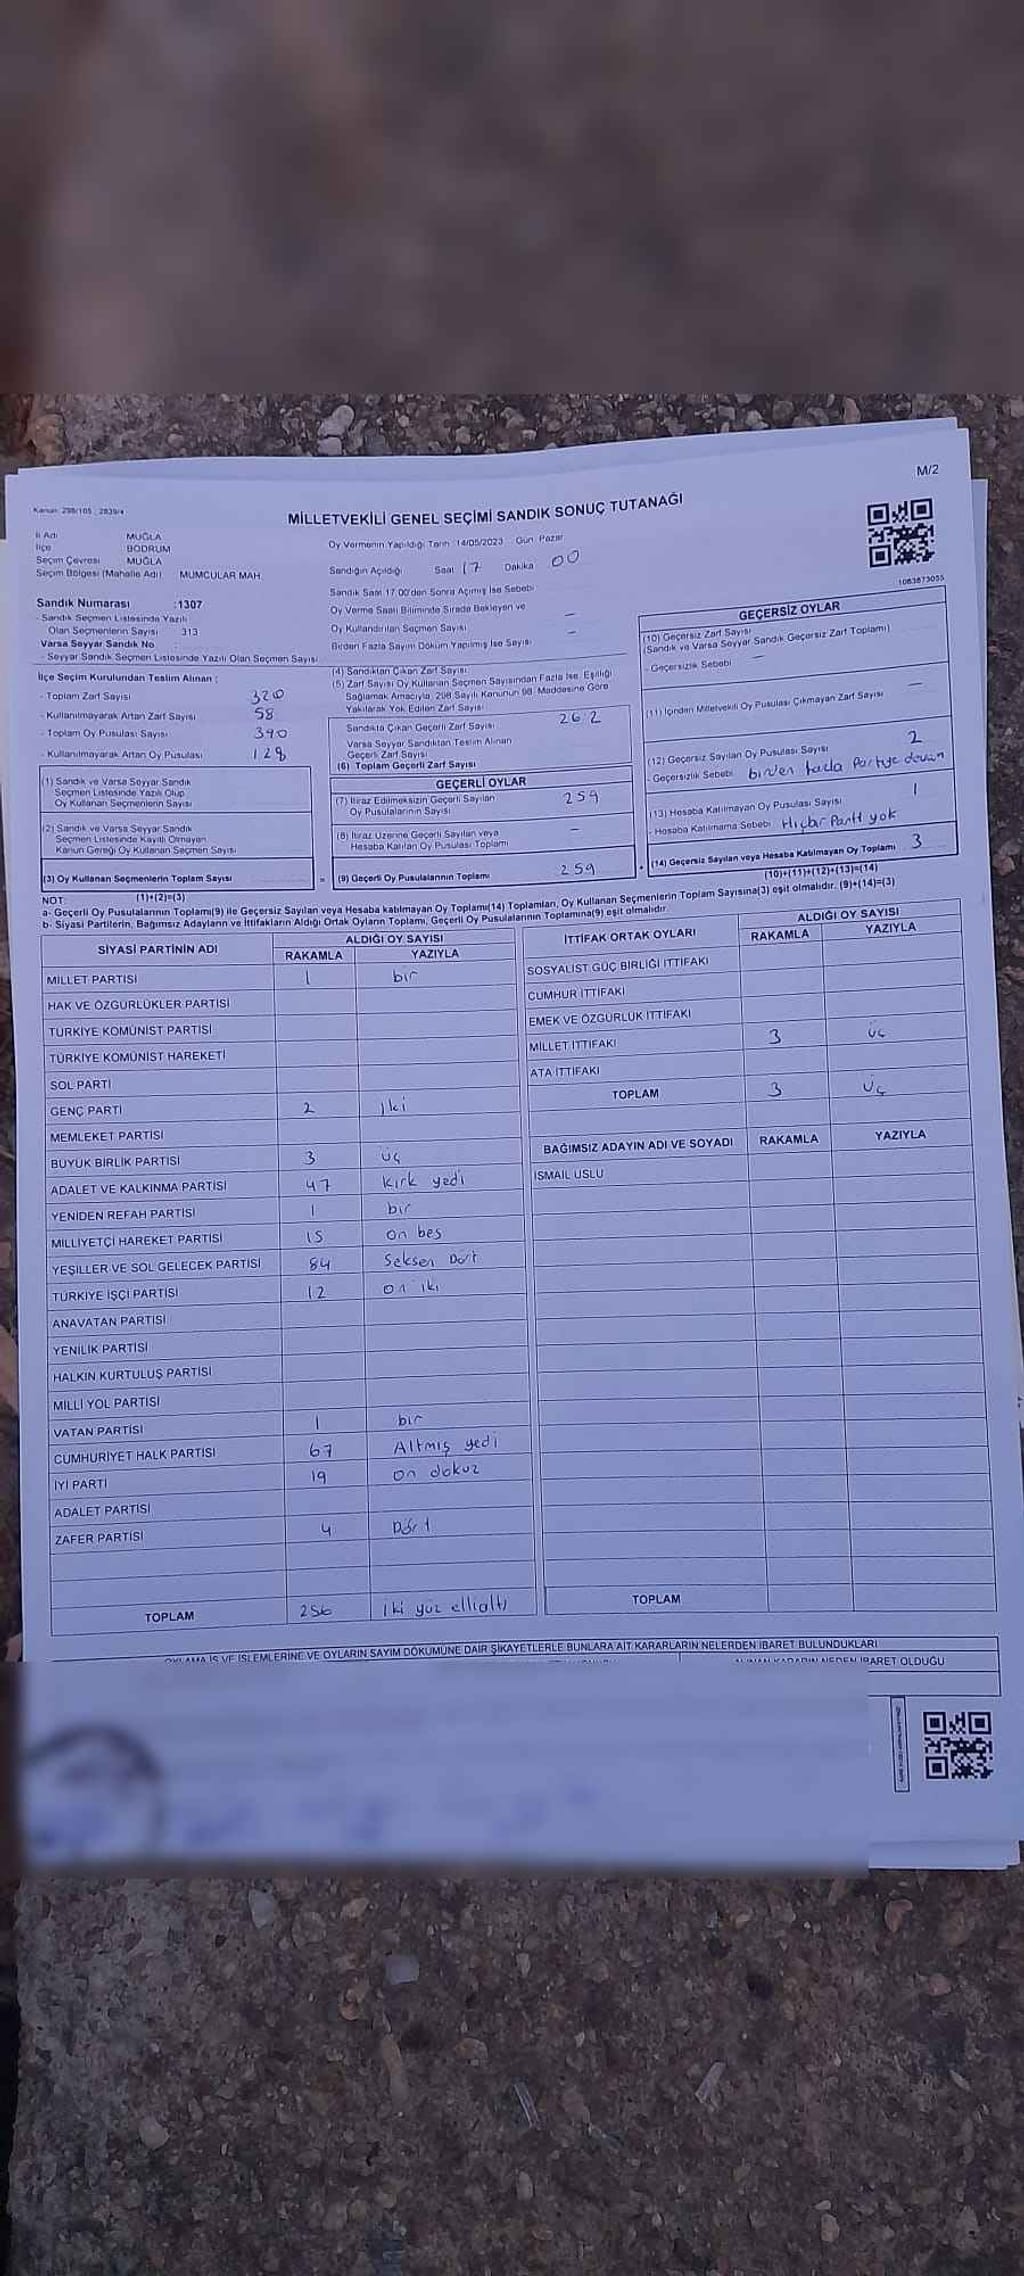 M/2
Kanun: 298/105 , 2839/4
MİLLETVEKİLİ GENEL SEÇİMİ SANDIK SONUÇ TUTANAĞI
İl Adı MUĞLA
İlçe BODRUM
Seçim Çevresi MUĞLA
Seçim Bölgesi (Mahalle Adı) MUMCULAR MAH.
Sandık Numarası :1307
- Sandık Seçmen Listesinde Yazılı
Olan Seçmenlerin Sayısı 313
Varsa Seyyar Sandık No
- Seyyar Sandık Seçmen Listesinde Yazılı Olan Seçmen Sayısı
Oy Vermenin Yapıldığı Tarih :14/05/2023 Gün: Pazar
Sandığın Açıldığı Saat 17 Dakika 00
Sandık Saat 17.00'den Sonra Açılmış İse Sebebi
Oy Verme Saati Bitiminde Sırada Bekleyen ve
Oy Kullandırılan Seçmen Sayısı —
Birden Fazla Sayım Döküm Yapılmış İse Sayısı —
1083873055
İlçe Seçim Kurulundan Teslim Alınan :
- Toplam Zarf Sayısı 320
- Kullanılmayarak Artan Zarf Sayısı 58
- Toplam Oy Pusulası Sayısı 390
- Kullanılmayarak Artan Oy Pusulası 128
(4) Sandıktan Çıkan Zarf Sayısı
(5) Zarf Sayısı Oy Kullanan Seçmen Sayısından Fazla İse, Eşitliği
Sağlamak Amacıyla, 298 Sayılı Kanunun 98. Maddesine Göre
Yakılarak Yok Edilen Zarf Sayısı
Sandıkta Çıkan Geçerli Zarf Sayısı 262
Varsa Seyyar Sandıktan Teslim Alınan
Geçerli Zarf Sayısı
(6) Toplam Geçerli Zarf Sayısı
(1) Sandık ve Varsa Seyyar Sandık
Seçmen Listesinde Yazılı Olup
Oy Kullanan Seçmenlerin Sayısı
(2) Sandık ve Varsa Seyyar Sandık
Seçmen Listesinde Kayıtlı Olmayan
Kanun Gereği Oy Kullanan Seçmen Sayısı
(3) Oy Kullanan Seçmenlerin Toplam Sayısı =
(1)+(2)=(3)
GEÇERLİ OYLAR
(7) İtiraz Edilmeksizin Geçerli Sayılan
Oy Pusulalarının Sayısı 259
(8) İtiraz Üzerine Geçerli Sayılan veya
Hesaba Katılan Oy Pusulası Toplamı —
(9) Geçerli Oy Pusulalarının Toplamı 259 +
GEÇERSİZ OYLAR
(10) Geçersiz Zarf Sayısı
(Sandık ve Varsa Seyyar Sandık Geçersiz Zarf Toplamı)
- Geçersizlik Sebebi —
(11) İçinden Milletvekili Oy Pusulası Çıkmayan Zarf Sayısı —
(12) Geçersiz Sayılan Oy Pusulası Sayısı 2
- Geçersizlik Sebebi birden fazla Partiye
(13) Hesaba Katılmayan Oy Pusulası Sayısı 1
- Hesaba Katılmama Sebebi Hiçbir Parti yok
(14) Geçersiz Sayılan veya Hesaba Katılmayan Oy Toplamı 3
(10)+(11)+(12)+(13)=(14)
NOT:
a- Geçerli Oy Pusulalarının Toplamı(9) ile Geçersiz Sayılan veya Hesaba katılmayan Oy Toplamı(14) Toplamları, Oy Kullanan Seçmenlerin Toplam Sayısına(3) eşit olmalıdır. (9)+(14)=(3)
b- Siyasi Partilerin, Bağımsız Adayların ve İttifakların Aldığı Ortak Oyların Toplamı, Geçerli Oy Pusulalarının Toplamına(9) eşit olmalıdır.
SİYASİ PARTİNİN ADI ALDIĞI OY SAYISI
RAKAMLA YAZIYLA
MİLLET PARTİSİ 1 bir
HAK VE ÖZGÜRLÜKLER PARTİSİ
TÜRKİYE KOMÜNİST PARTİSİ
TÜRKİYE KOMÜNİST HAREKETİ
SOL PARTİ
GENÇ PARTİ 2 iki
MEMLEKET PARTİSİ
BÜYÜK BİRLİK PARTİSİ 3 üç
ADALET VE KALKINMA PARTİSİ 47 kırk yedi
YENİDEN REFAH PARTİSİ 1 bir
MİLLİYETÇİ HAREKET PARTİSİ 15 on beş
YEŞİLLER VE SOL GELECEK PARTİSİ 84 Seksen Dört
TÜRKİYE İŞÇİ PARTİSİ 12 on iki
ANAVATAN PARTİSİ
YENİLİK PARTİSİ
HALKIN KURTULUŞ PARTİSİ
MİLLİ YOL PARTİSİ
VATAN PARTİSİ 1 bir
CUMHURİYET HALK PARTİSİ 67 Altmış yedi
İYİ PARTİ 19 on dokuz
ADALET PARTİSİ
ZAFER PARTİSİ 4 Dört
TOPLAM 256 iki yüz ellialtı
İTTİFAK ORTAK OYLARI ALDIĞI OY SAYISI
RAKAMLA YAZIYLA
SOSYALİST GÜÇ BİRLİĞİ İTTİFAKI
CUMHUR İTTİFAKI
EMEK VE ÖZGÜRLÜK İTTİFAKI
MİLLET İTTİFAKI 3 üç
ATA İTTİFAKI
TOPLAM 3 üç
BAĞIMSIZ ADAYIN ADI VE SOYADI RAKAMLA YAZIYLA
İSMAİL USLU
TOPLAM
OYLAMA İŞ VE İŞLEMLERİNE VE OYLARIN SAYIM DÖKÜMÜNE DAİR ŞİKAYETLERLE BUNLARA AİT KARARLARIN NELERDEN İBARET BULUNDUKLARI
ALINAN KARARIN NEDEN İBARET OLDUĞU